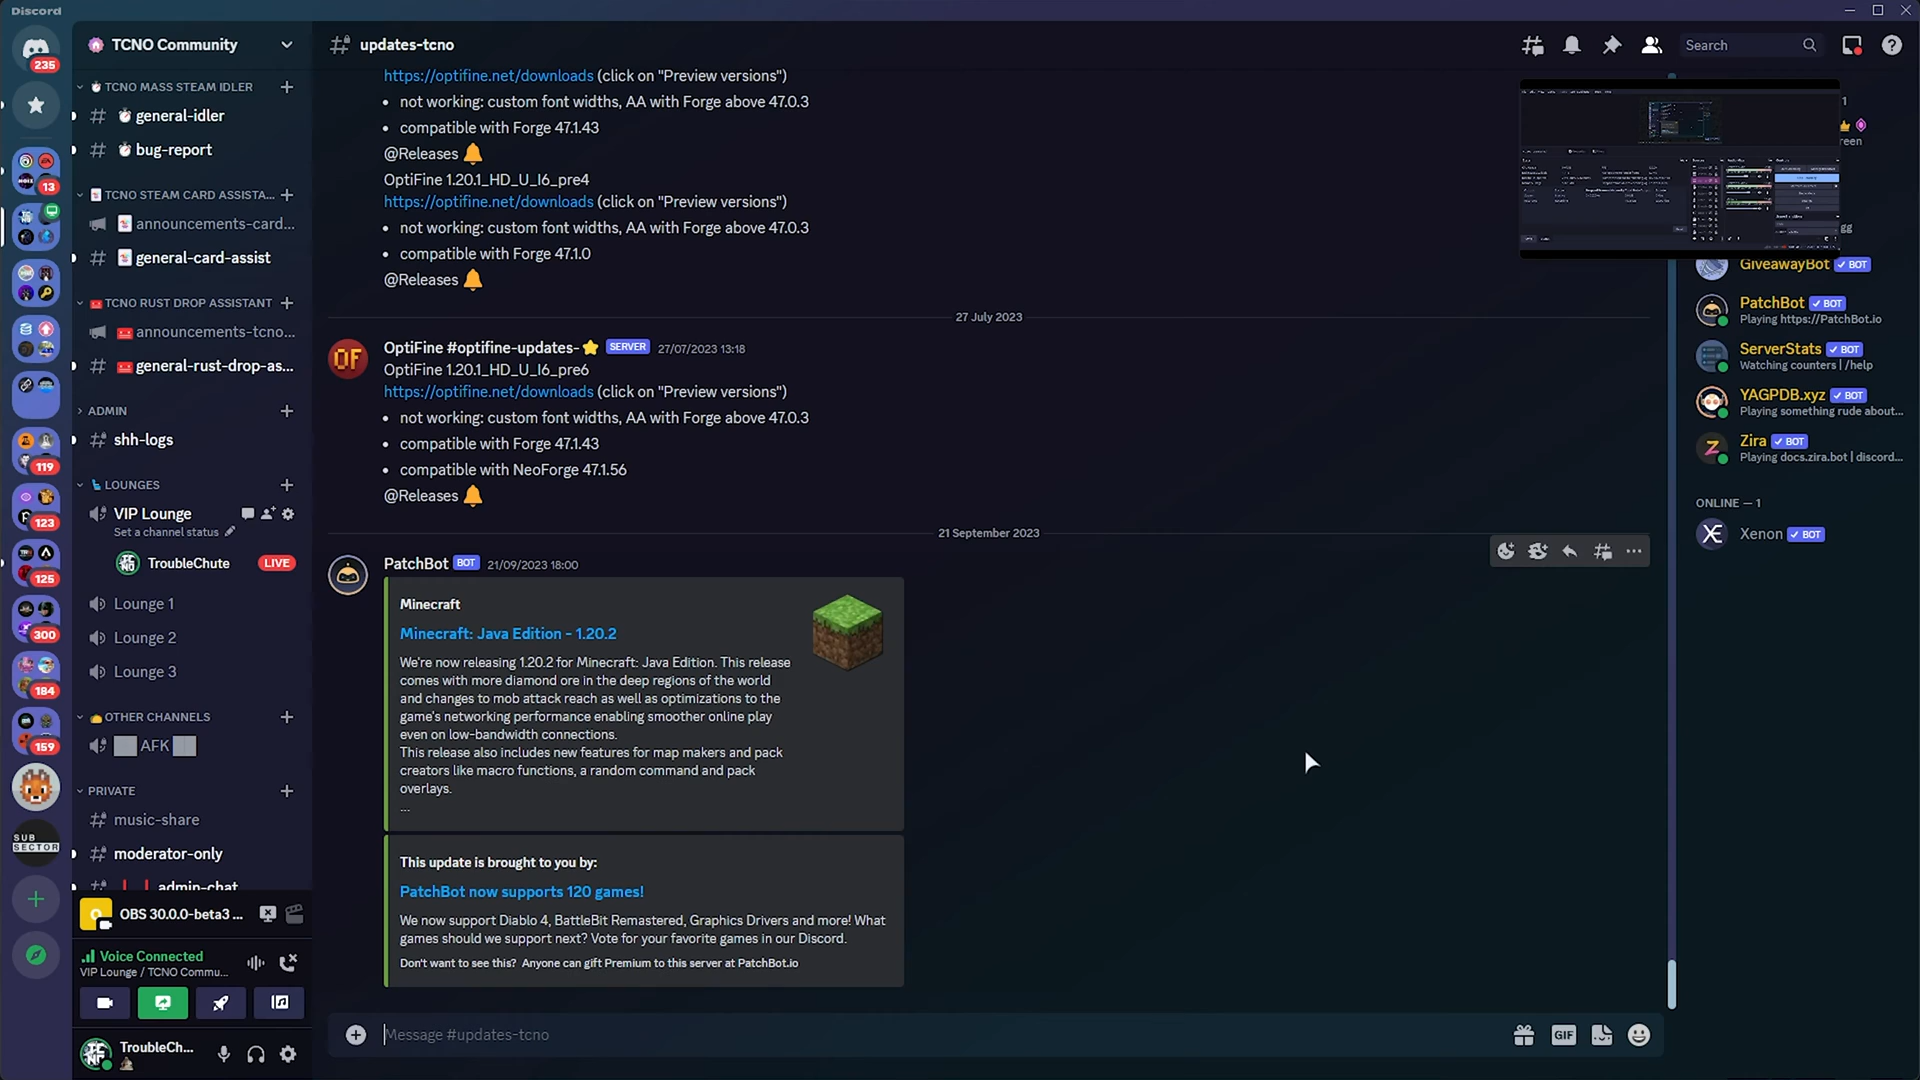 Discord
235
13
119
123
125
300
184
159
SUB
SECTOR
TCNO Community
TCNO MASS STEAM IDLER
general-idler
bug-report
TCNO STEAM CARD ASSISTA...
announcements-card...
general-card-assist
TCNO RUST DROP ASSISTANT
announcements-tcno...
general-rust-drop-as...
ADMIN
shh-logs
LOUNGES
VIP Lounge
Set a channel status
TroubleChute
LIVE
Lounge 1
Lounge 2
Lounge 3
OTHER CHANNELS
AFK
PRIVATE
music-share
moderator-only
admin-chat
OBS 30.0.0-beta3 ...
Voice Connected
VIP Lounge / TCNO Commu...
TroubleCh...
updates-tcno
Search
https://optifine.net/downloads (click on "Preview versions")
• not working: custom font widths, AA with Forge above 47.0.3
• compatible with Forge 47.1.43
@Releases 🔔
OptiFine 1.20.1_HD_U_I6_pre4
https://optifine.net/downloads (click on "Preview versions")
• not working: custom font widths, AA with Forge above 47.0.3
• compatible with Forge 47.1.0
@Releases 🔔
27 July 2023
OF
OptiFine #optifine-updates-⭐ SERVER 27/07/2023 13:18
OptiFine 1.20.1_HD_U_I6_pre6
https://optifine.net/downloads (click on "Preview versions")
• not working: custom font widths, AA with Forge above 47.0.3
• compatible with Forge 47.1.43
• compatible with NeoForge 47.1.56
@Releases 🔔
21 September 2023
PatchBot BOT 21/09/2023 18:00
Minecraft
Minecraft: Java Edition - 1.20.2
We're now releasing 1.20.2 for Minecraft: Java Edition. This release
comes with more diamond ore in the deep regions of the world
and changes to mob attack reach as well as optimizations to the
game's networking performance enabling smoother online play
even on low-bandwidth connections.
This release also includes new features for map makers and pack
creators like macro functions, a random command and pack
overlays.
...
This update is brought to you by:
PatchBot now supports 120 games!
We now support Diablo 4, BattleBit Remastered, Graphics Drivers and more! What
games should we support next? Vote for your favorite games in our Discord.
Don't want to see this? Anyone can gift Premium to this server at PatchBot.io
Message #updates-tcno
GIF
1
reen
gg
GiveawayBot ✓ BOT
PatchBot ✓ BOT
Playing https://PatchBot.io
ServerStats ✓ BOT
Watching counters | /help
YAGPDB.xyz ✓ BOT
Playing something rude about...
Zira ✓ BOT
Playing docs.zira.bot | discord...
ONLINE — 1
Xenon ✓ BOT